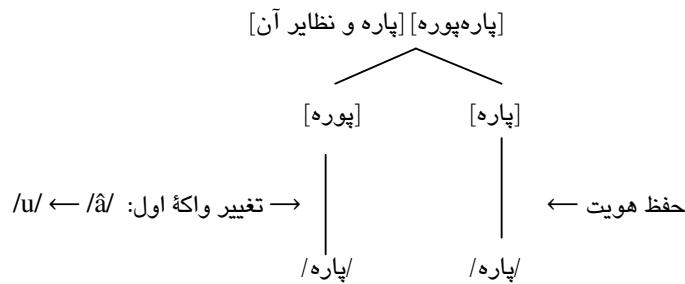 [پاره‌پوره] [پاره و نظایر آن]
[پاره] [پوره]
حفظ هویت ← → تغییر واکهٔ اول: /â/ ← /u/
/پاره/ /پاره/